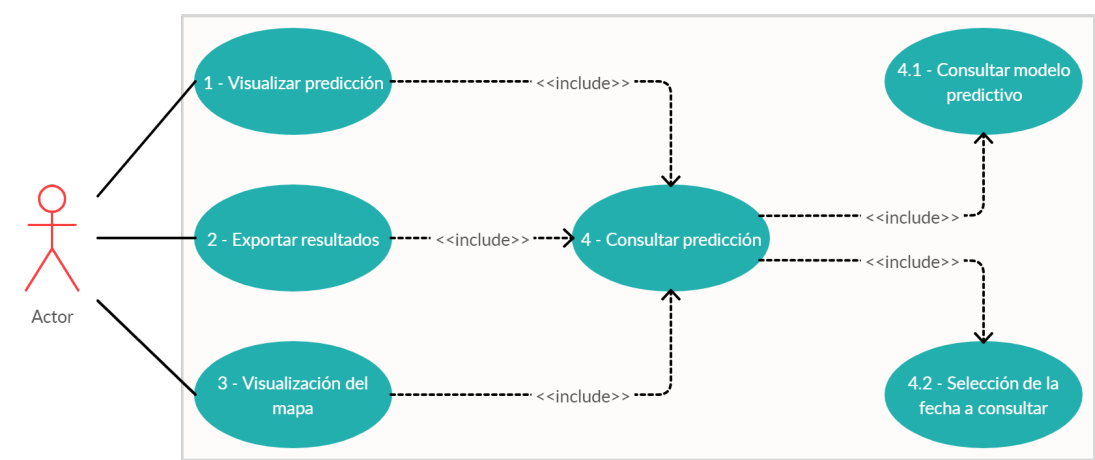 1 - Visualizar predicción
<<include>>
4.1 - Consultar modelo
predictivo
<<include>>
2 - Exportar resultados
<<include>>
4 - Consultar predicción
<<include>>
Actor
3 - Visualización del
mapa
<<include>>
4.2 - Selección de la
fecha a consultar